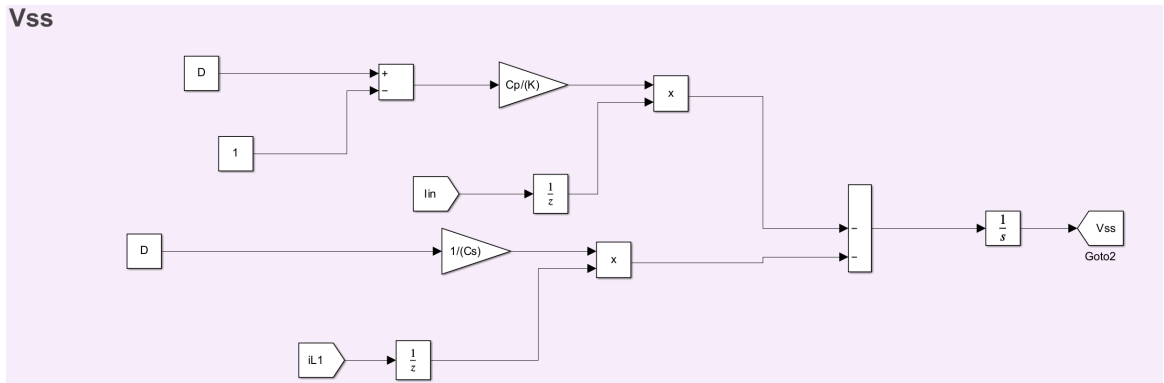 Vss
D
+
−
Cp/(K)
x
1
Iin
1
z
−
1
s
Vss
D
1/(Cs)
x
−
Goto2
iL1
1
z